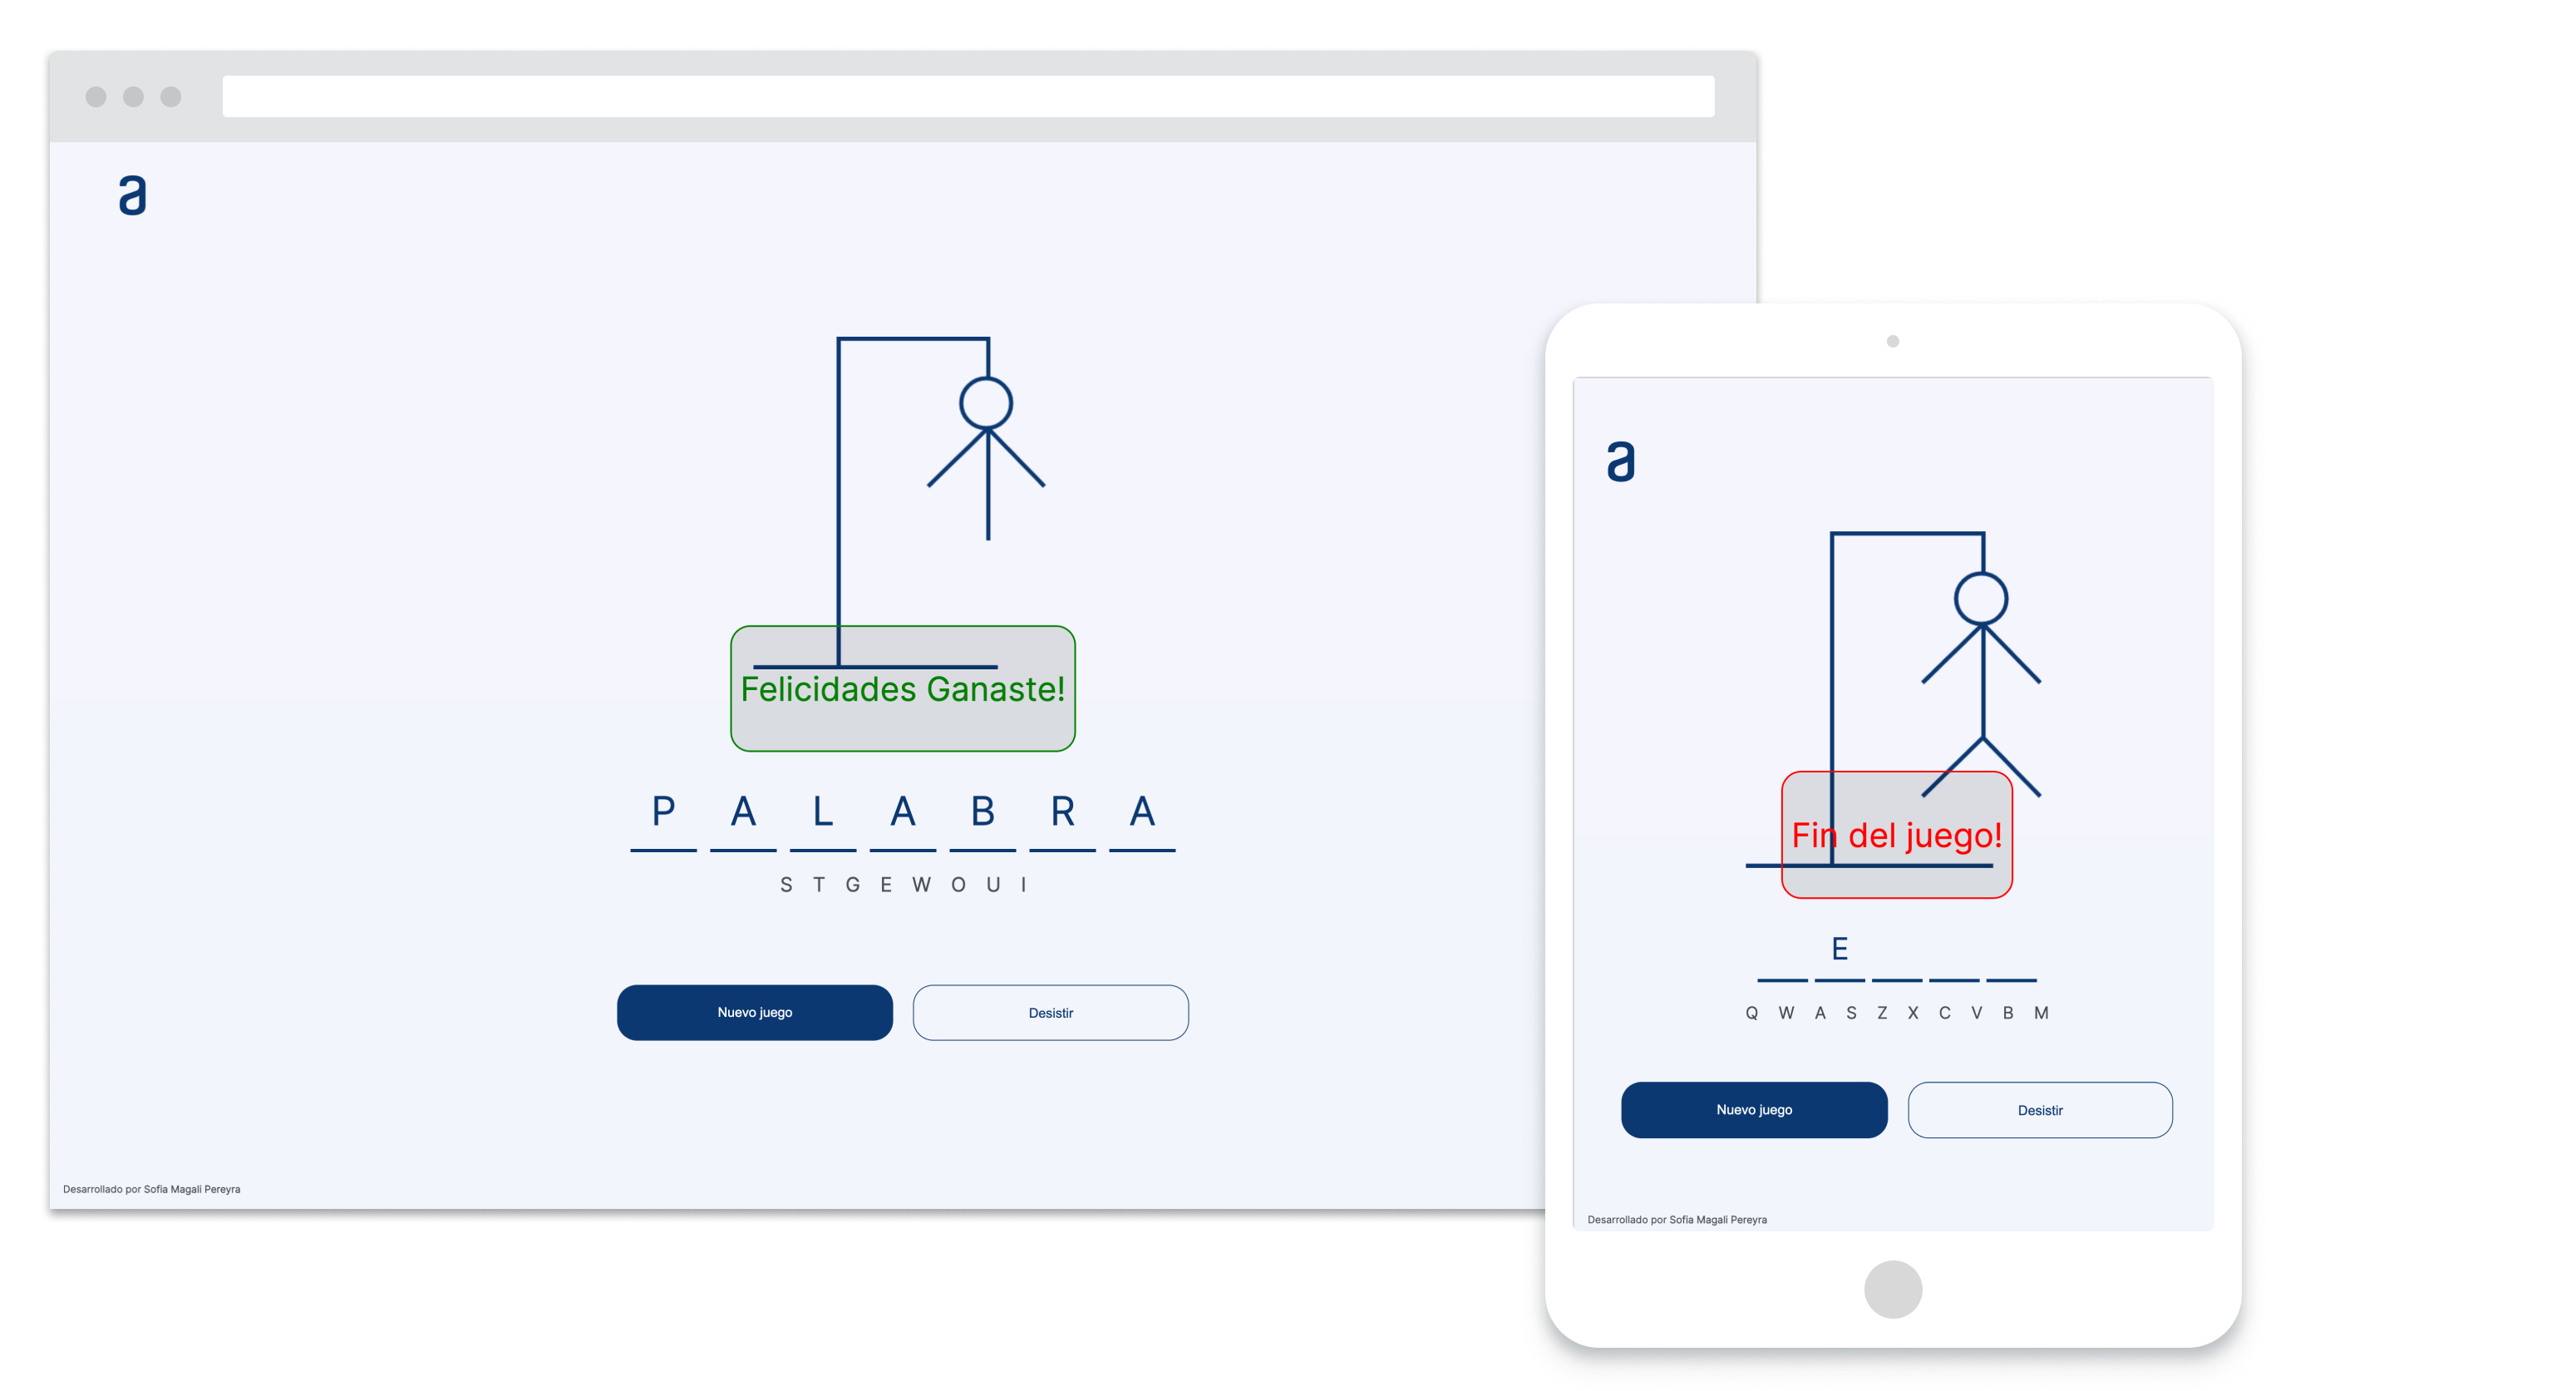 a
Felicidades Ganaste!
P A L A B R A
S T G E W O U I
Nuevo juego
Desistir
Desarrollado por Sofia Magali Pereyra
a
Fin del juego!
E
Q W A S Z X C V B M
Nuevo juego
Desistir
Desarrollado por Sofia Magali Pereyra